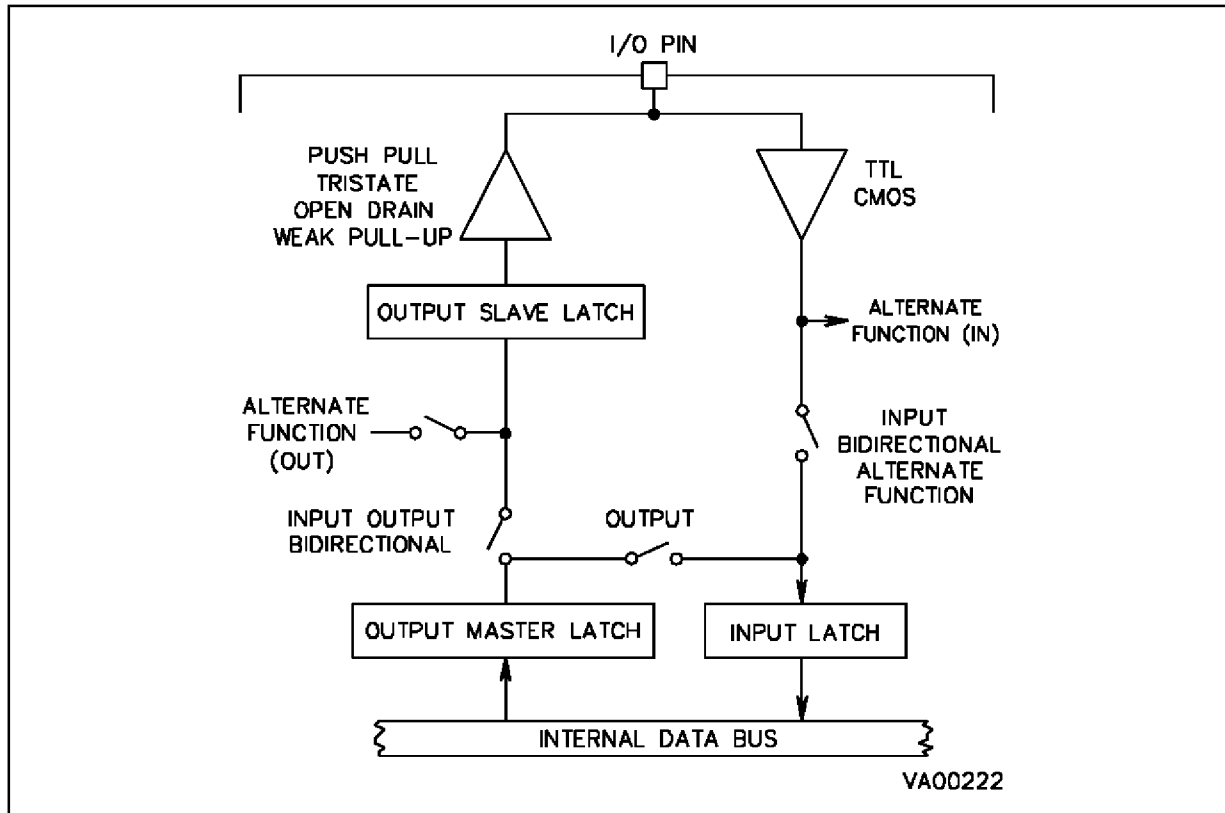 I/O PIN
PUSH PULL
TRISTATE
OPEN DRAIN
WEAK PULL-UP
TTL
CMOS
OUTPUT SLAVE LATCH
ALTERNATE
FUNCTION (IN)
ALTERNATE
FUNCTION
(OUT)
INPUT
BIDIRECTIONAL
ALTERNATE
FUNCTION
INPUT OUTPUT
BIDIRECTIONAL
OUTPUT
OUTPUT MASTER LATCH
INPUT LATCH
INTERNAL DATA BUS
VA00222